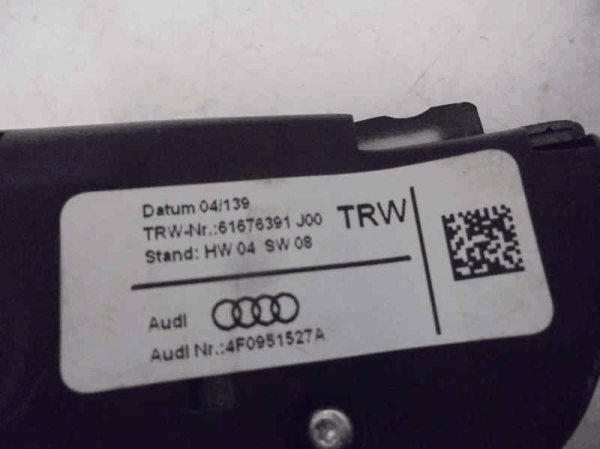 Datum 04/139
TRW-Nr.:61676391 J00
TRW
Stand: HW 04 SW 08
Audi
Audi Nr.:4F0951527A